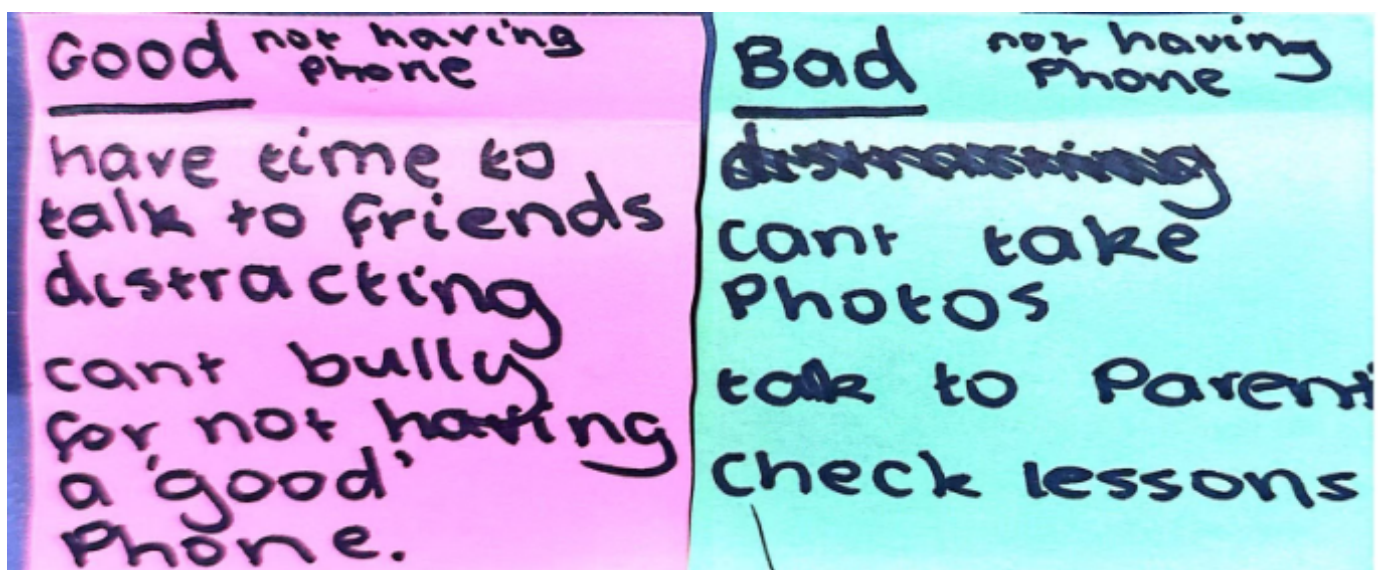 Good not having
phone
have time to
talk to friends
distracting
cant bully
for not having
a 'good'
Phone.
Bad not having
Phone
distracting
cant take
Photos
talk to Parent
check lessons